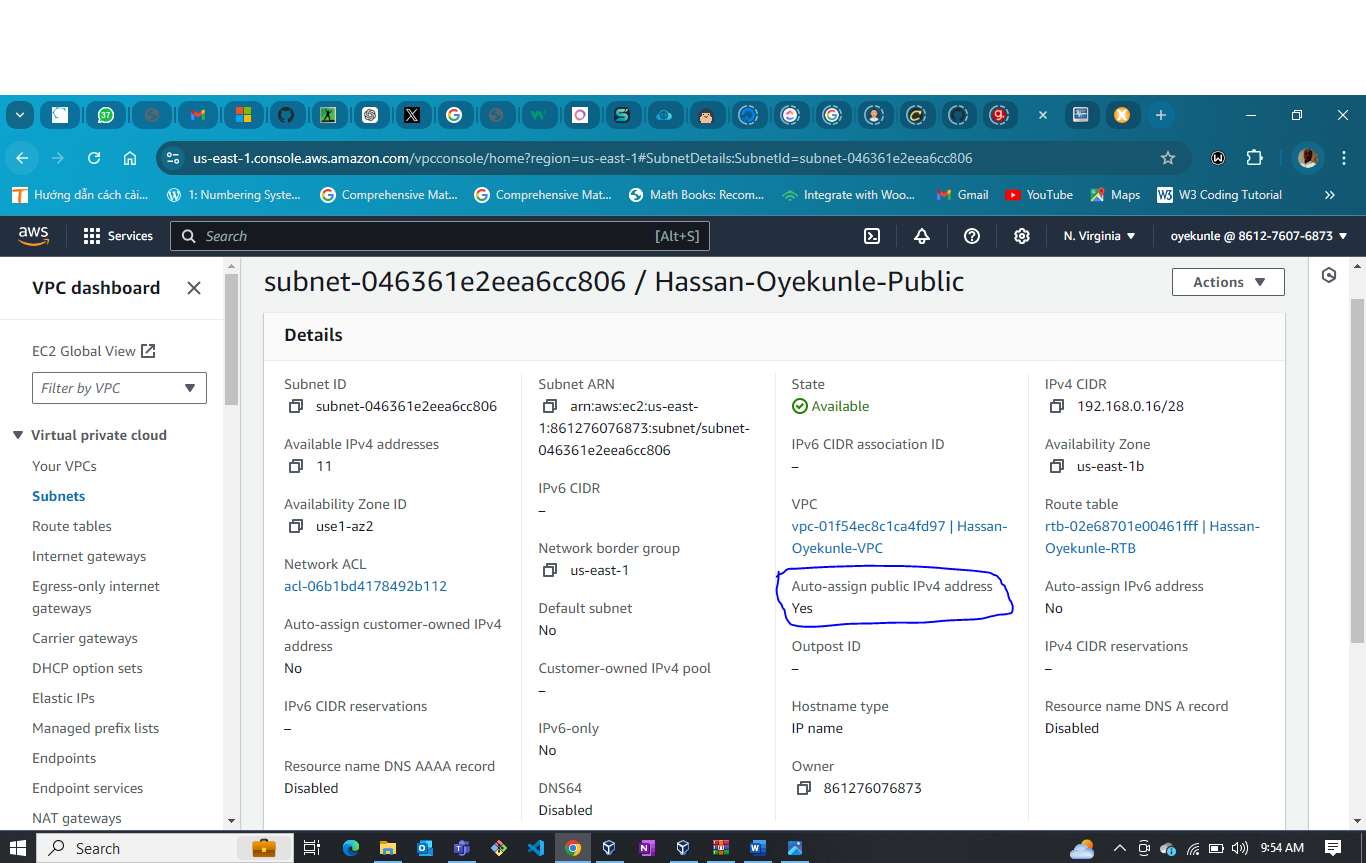 37
us-east-1.console.aws.amazon.com/vpcconsole/home?region=us-east-1#SubnetDetails:SubnetId=subnet-046361e2eea6cc806
Hướng dẫn cách cài...
1: Numbering Syste...
Comprehensive Mat...
Comprehensive Mat...
Math Books: Recom...
Integrate with Woo...
Gmail
YouTube
Maps
W3 Coding Tutorial
aws
Services
Search
[Alt+S]
N. Virginia
oyekunle @ 8612-7607-6873
VPC dashboard
EC2 Global View
Filter by VPC
Virtual private cloud
Your VPCs
Subnets
Route tables
Internet gateways
Egress-only internet
gateways
Carrier gateways
DHCP option sets
Elastic IPs
Managed prefix lists
Endpoints
Endpoint services
NAT gateways
subnet-046361e2eea6cc806 / Hassan-Oyekunle-Public
Actions
Details
Subnet ID
subnet-046361e2eea6cc806
Available IPv4 addresses
11
Availability Zone ID
use1-az2
Network ACL
acl-06b1bd4178492b112
Auto-assign customer-owned IPv4
address
No
IPv6 CIDR reservations
–
Resource name DNS AAAA record
Disabled
Subnet ARN
arn:aws:ec2:us-east-
1:861276076873:subnet/subnet-
046361e2eea6cc806
IPv6 CIDR
–
Network border group
us-east-1
Default subnet
No
Customer-owned IPv4 pool
–
IPv6-only
No
DNS64
Disabled
State
Available
IPv6 CIDR association ID
–
VPC
vpc-01f54ec8c1ca4fd97 | Hassan-
Oyekunle-VPC
Auto-assign public IPv4 address
Yes
Outpost ID
–
Hostname type
IP name
Owner
861276076873
IPv4 CIDR
192.168.0.16/28
Availability Zone
us-east-1b
Route table
rtb-02e68701e00461fff | Hassan-
Oyekunle-RTB
Auto-assign IPv6 address
No
IPv4 CIDR reservations
–
Resource name DNS A record
Disabled
Search
9:54 AM